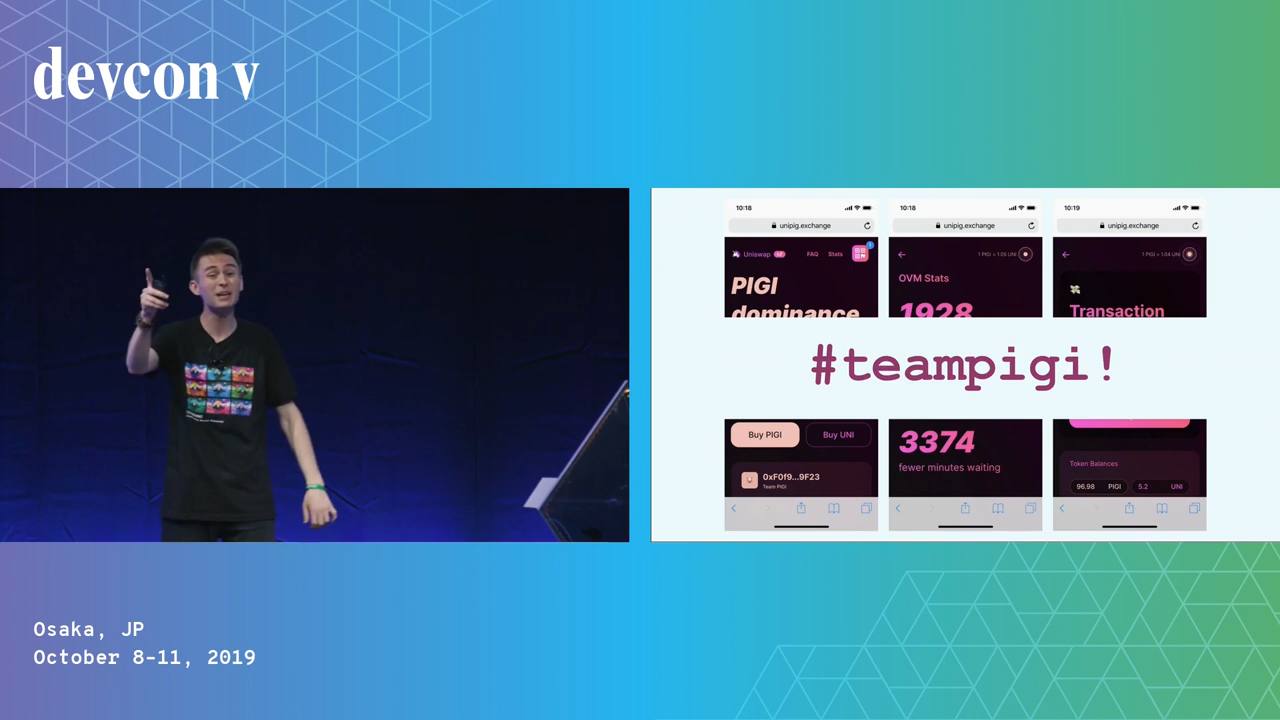 devcon v
10:18
unipig.exchange
Uniswap L2
FAQ
Stats
1
PIGI
dominance
Buy PIGI
Buy UNI
0xF0f9...9F23
Team PIGI
10:18
unipig.exchange
1 PIGI = 1.05 UNI
OVM Stats
1928
3374
fewer minutes waiting
10:19
unipig.exchange
1 PIGI = 1.04 UNI
Transaction
Token Balances
96.98 PIGI
5.2 UNI
#teampigi!
Osaka, JP
October 8-11, 2019